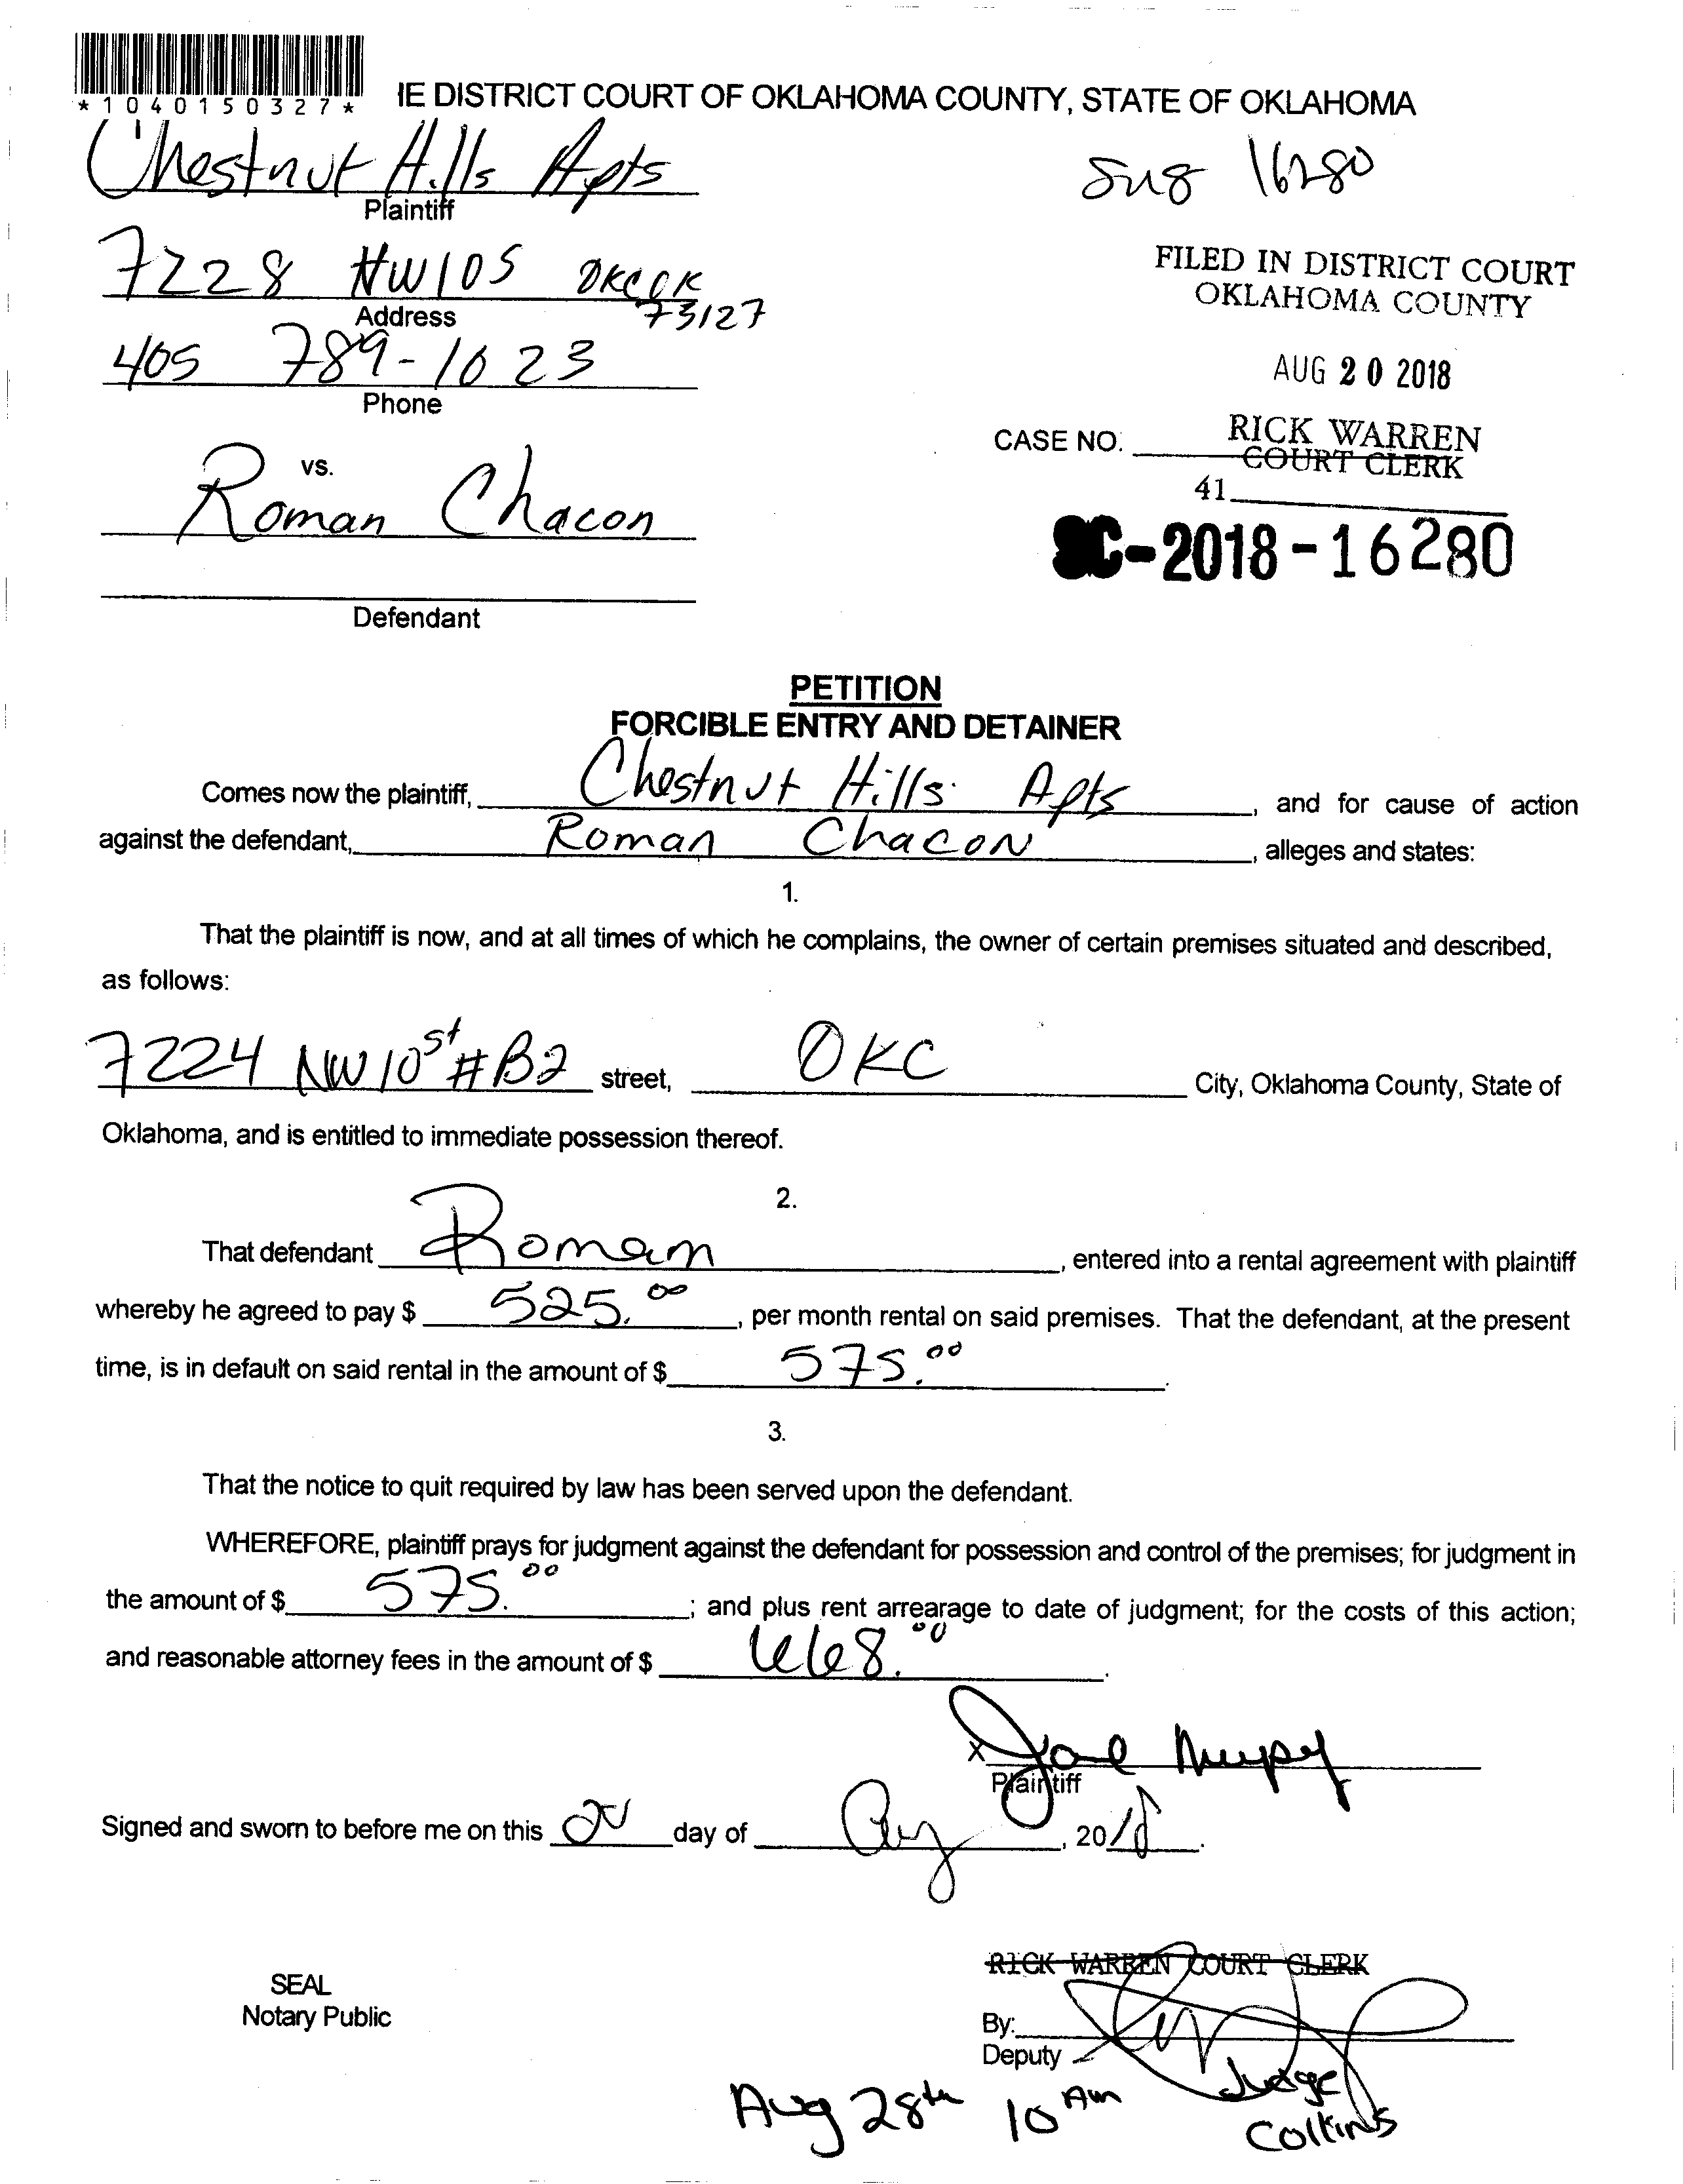 *1040150327*
IE DISTRICT COURT OF OKLAHOMA COUNTY, STATE OF OKLAHOMA
Chestnut Hills Apts
Plaintiff
16280
7228 NW 10 S OKC OK
73127
Address
FILED IN DISTRICT COURT
OKLAHOMA COUNTY
405 789-1023
Phone
AUG 20 2018
CASE NO.
RICK WARREN
COURT CLERK
41
vs.
Roman Chacon
SC-2018-16280
Defendant
PETITION
FORCIBLE ENTRY AND DETAINER
Comes now the plaintiff, Chestnut Hills Apts, and for cause of action
against the defendant, Roman Chacon, alleges and states:
1.
That the plaintiff is now, and at all times of which he complains, the owner of certain premises situated and described,
as follows:
7224 NW 10 St #B2 street, OKC City, Oklahoma County, State of
Oklahoma, and is entitled to immediate possession thereof.
2.
That defendant Roman, entered into a rental agreement with plaintiff
whereby he agreed to pay $ 525.00, per month rental on said premises. That the defendant, at the present
time, is in default on said rental in the amount of $ 575.00.
3.
That the notice to quit required by law has been served upon the defendant.
WHEREFORE, plaintiff prays for judgment against the defendant for possession and control of the premises; for judgment in
the amount of $ 575.00; and plus rent arrearage to date of judgment; for the costs of this action;
and reasonable attorney fees in the amount of $ 668.00.
X
Plaintiff
Signed and sworn to before me on this 20 day of Aug, 2018.
RICK WARREN COURT CLERK
SEAL
Notary Public
By:
Deputy
Judge
Collins
Aug 28th 10 AM